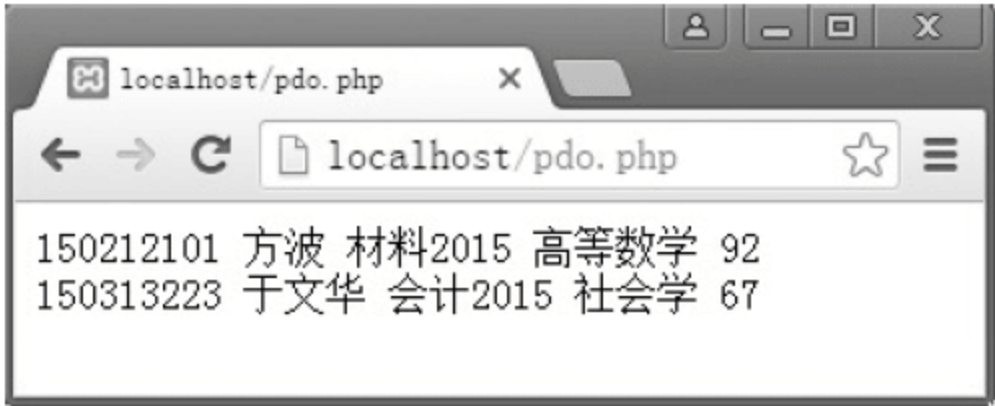 localhost/pdo.php
localhost/pdo.php
150212101 方波 材料2015 高等数学 92
150313223 于文华 会计2015 社会学 67